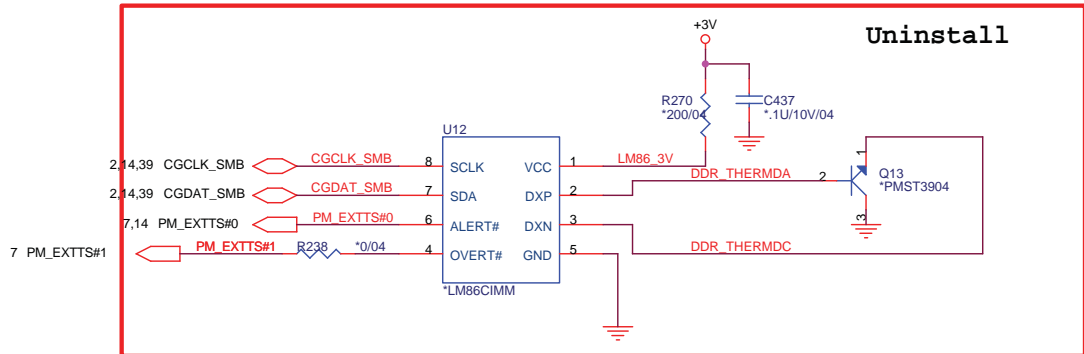 +3V
Uninstall
R270
*200/04
C437
*.1U/10V/04
U12
2,14,39 CGCLK_SMB
CGCLK_SMB
8
SCLK
VCC
1
LM86_3V
2,14,39 CGDAT_SMB
CGDAT_SMB
7
SDA
DXP
2
DDR_THERMDA
2
1
Q13
*PMST3904
3
7,14 PM_EXTTS#0
PM_EXTTS#0
6
ALERT#
DXN
3
7 PM_EXTTS#1
PM_EXTTS#1
R238
*0/04
4
OVERT#
GND
5
DDR_THERMDC
*LM86CIMM